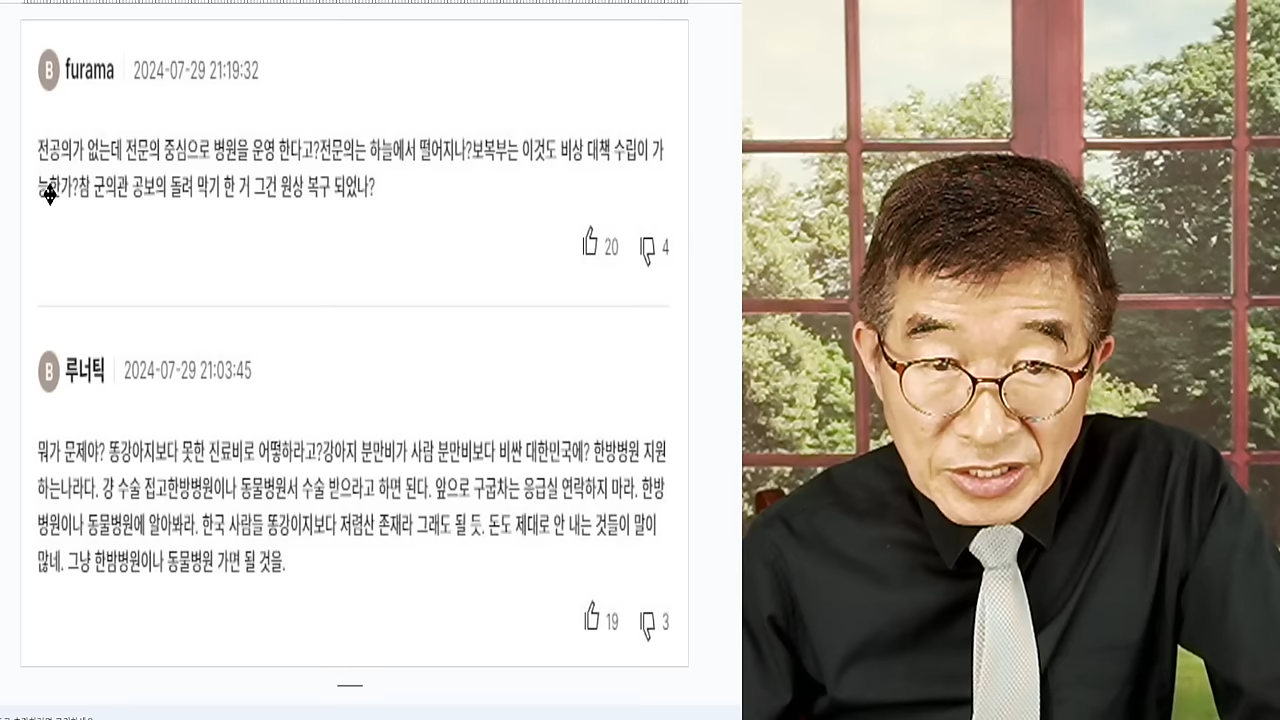 B furama 2024-07-29 21:19:32
전공의가 없는데 전문의 중심으로 병원을 운영 한다고?전문의는 하늘에서 떨어지나?보복부는 이것도 비상 대책 수립이 가
능한가?참 군의관 공보의 돌려 막기 한 거 그건 원상 복구 되었나?
20 4
B 루너틱 2024-07-29 21:03:45
뭐가 문제야? 똥강아지보다 못한 진료비로 어떻하라고?강아지 분만비가 사람 분만비보다 비싼 대한민국에? 한방병원 지원
하는나라다. 걍 수술 접고한방병원이나 동물병원서 수술 받으라고 하면 된다. 앞으로 구굽차는 응급실 연락하지 마라. 한방
병원이나 동물병원에 알아봐라. 한국 사람들 똥강이지보다 저렴산 존재라 그래도 될 듯. 돈도 제대로 안 내는 것들이 말이
많네. 그냥 한밤병원이나 동물병원 가면 될 것을.
19 3